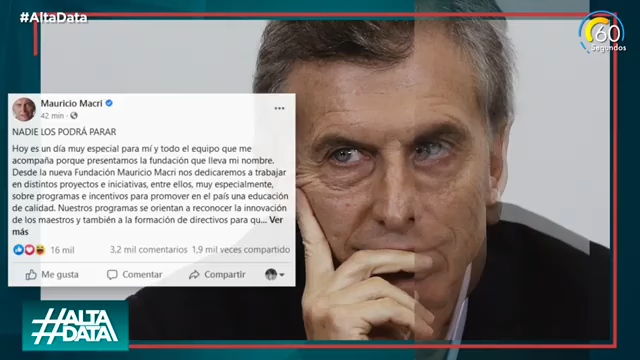 #AltaData
60
Segundos
Mauricio Macri
42 min
NADIE LOS PODRÁ PARAR
Hoy es un día muy especial para mí y todo el equipo que me
acompaña porque presentamos la fundación que lleva mi nombre.
Desde la nueva Fundación Mauricio Macri nos dedicaremos a trabajar
en distintos proyectos e iniciativas, entre ellos, muy especialmente,
sobre programas e incentivos para promover en el país una educación
de calidad. Nuestros programas se orientan a reconocer la innovación
de los maestros y también a la formación de directivos para qu... Ver
más
16 mil
3,2 mil comentarios 1,9 mil veces compartido
Me gusta Comentar Compartir
#ALTA
DATA